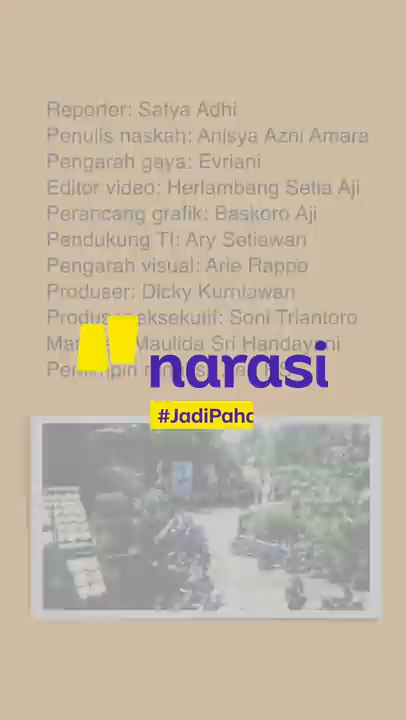 Reporter: Satya Adhi
Penulis naskah: Anisya Azni Amara
Pengarah gaya: Evriani
Editor video: Herlambang Setia Aji
Perancang grafik: Baskoro Aji
Pendukung TI: Ary Setiawan
Pengarah visual: Arie Rappo
Produser: Dicky Kurniawan
Produser eksekutif: Soni Triantoro
Maulida Sri Handayani
narasi
#JadiPaha